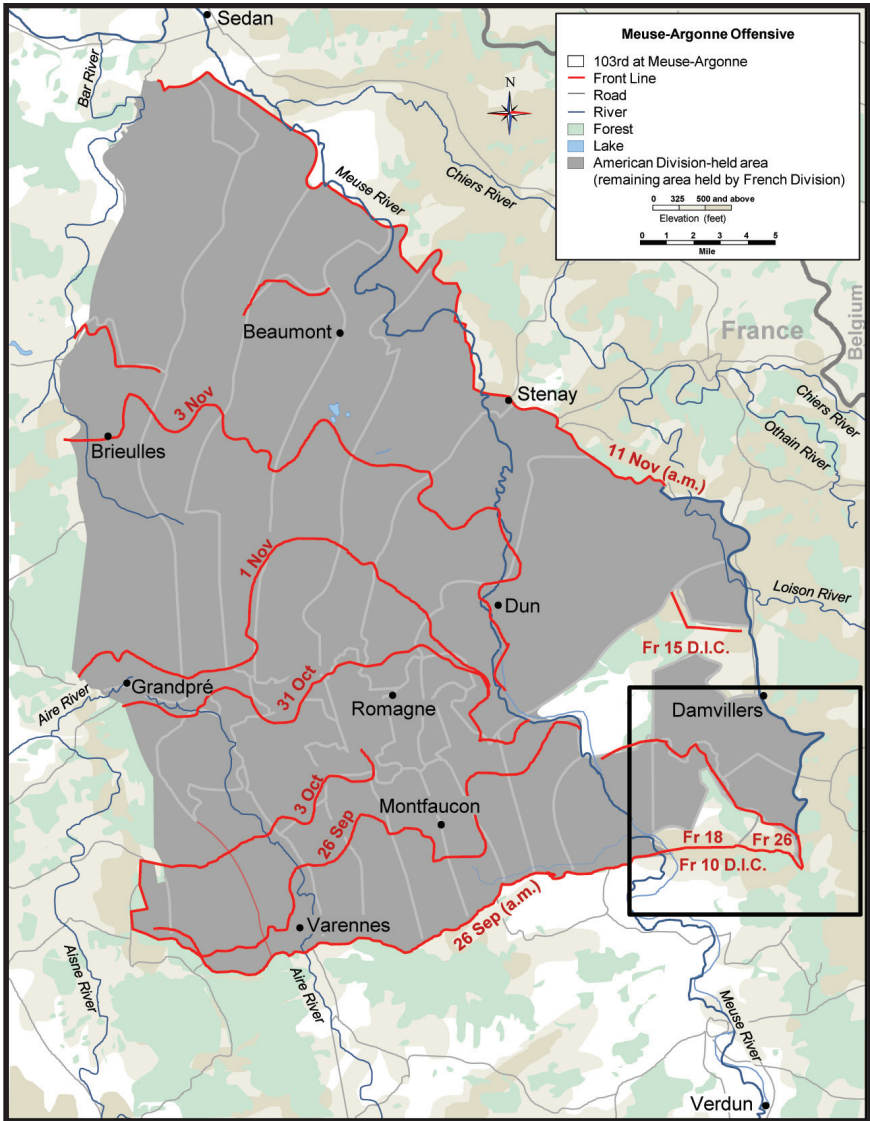 Sedan
Meuse-Argonne Offensive
103rd at Meuse-Argonne
Front Line
Road
River
Forest
Lake
American Division-held area
(remaining area held by French Division)
0 325 500 and above
Elevation (feet)
0 1 2 3 4 5
Mile
N
Bar River
Meuse River
Chiers River
Beaumont
France
Belgium
Stenay
Chiers River
3 Nov
Brieulles
Othain River
11 Nov (a.m.)
1 Nov
Dun
Loison River
Fr 15 D.I.C.
Grandpré
Aire River
31 Oct
Romagne
Damvillers
3 Oct
Montfaucon
26 Sep
Fr 18
Fr 26
Fr 10 D.I.C.
26 Sep (a.m.)
Varennes
Aisne River
Aire River
Meuse River
Verdun